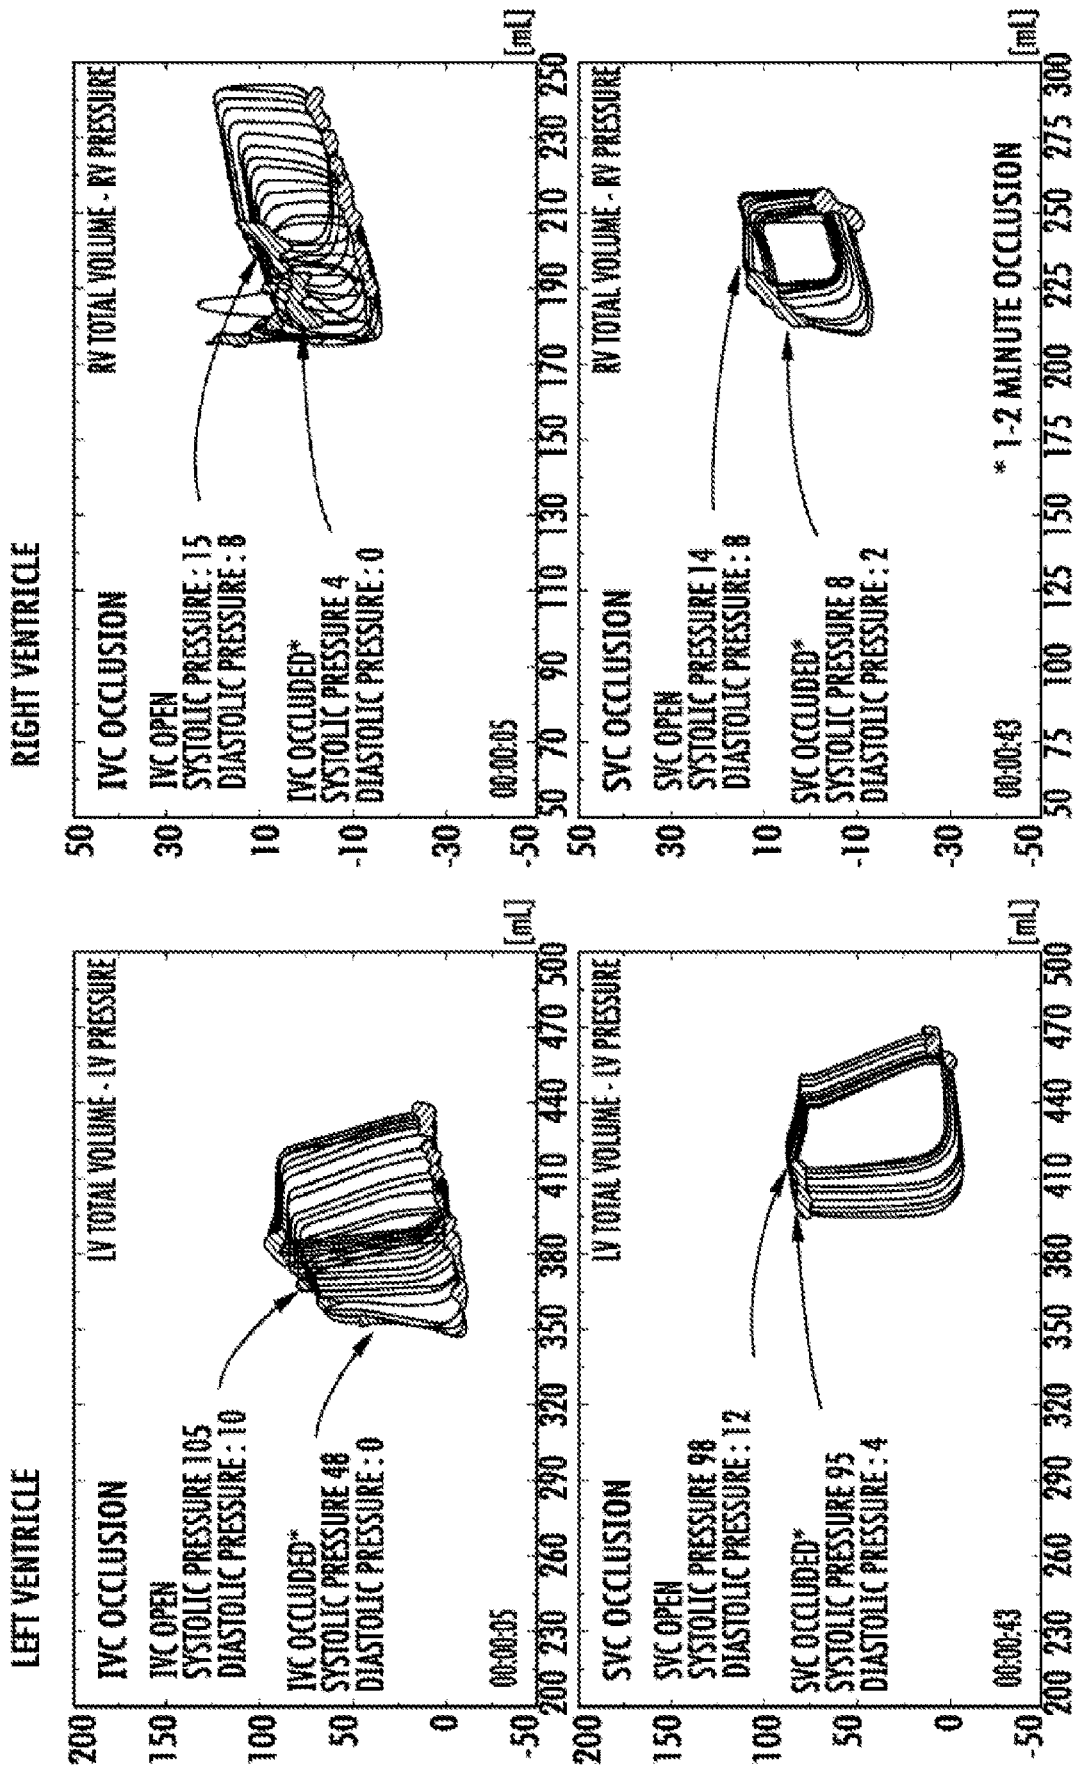 LEFT VENTRICLE
LV TOTAL VOLUME - LV PRESSURE
IVC OCCLUSION
IVC OPEN
SYSTOLIC PRESSURE 105
DIASTOLIC PRESSURE : 10
IVC OCCLUDED*
SYSTOLIC PRESSURE 48
DIASTOLIC PRESSURE : 0
00:00:05
150
100
50
0
-50
200 230 260 290 320 350 380 410 440 470 500
[mL]
RIGHT VENTRICLE
RV TOTAL VOLUME - RV PRESSURE
IVC OCCLUSION
IVC OPEN
SYSTOLIC PRESSURE : 15
DIASTOLIC PRESSURE : 8
IVC OCCLUDED*
SYSTOLIC PRESSURE 4
DIASTOLIC PRESSURE : 0
00:00:05
50
30
10
-10
-30
-50
50 70 90 110 130 150 170 190 210 230 250
[mL]
LV TOTAL VOLUME - LV PRESSURE
SVC OCCLUSION
SVC OPEN
SYSTOLIC PRESSURE 98
DIASTOLIC PRESSURE : 12
SVC OCCLUDED*
SYSTOLIC PRESSURE 95
DIASTOLIC PRESSURE : 4
00:00:43
150
100
50
0
-50
200 230 260 290 320 350 380 410 440 470 500
[mL]
RV TOTAL VOLUME - RV PRESSURE
SVC OCCLUSION
SVC OPEN
SYSTOLIC PRESSURE 14
DIASTOLIC PRESSURE : 8
SVC OCCLUDED*
SYSTOLIC PRESSURE 8
DIASTOLIC PRESSURE : 2
00:00:43
* 1-2 MINUTE OCCLUSION
50
30
10
-10
-30
-50
50 75 100 125 150 175 200 225 250 275 300
[mL]